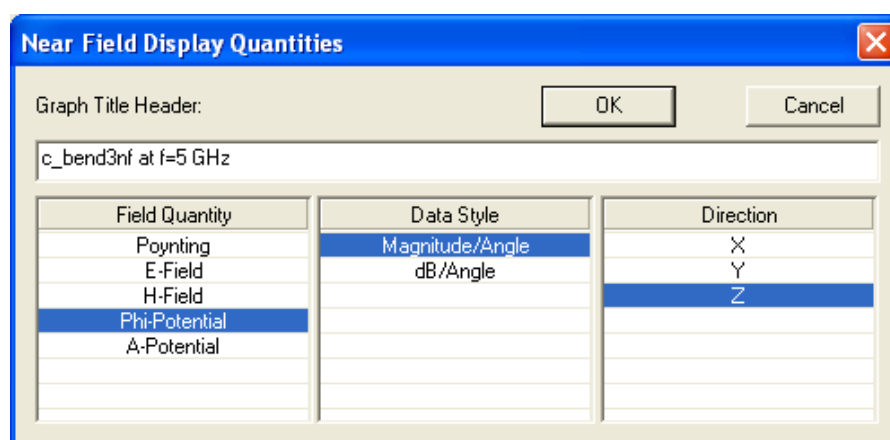 Near Field Display Quantities
Graph Title Header:
OK
Cancel
c_bend3nf at f=5 GHz
Field Quantity
Data Style
Direction
Poynting
Magnitude/Angle
X
E-Field
dB/Angle
Y
H-Field
Z
Phi-Potential
A-Potential